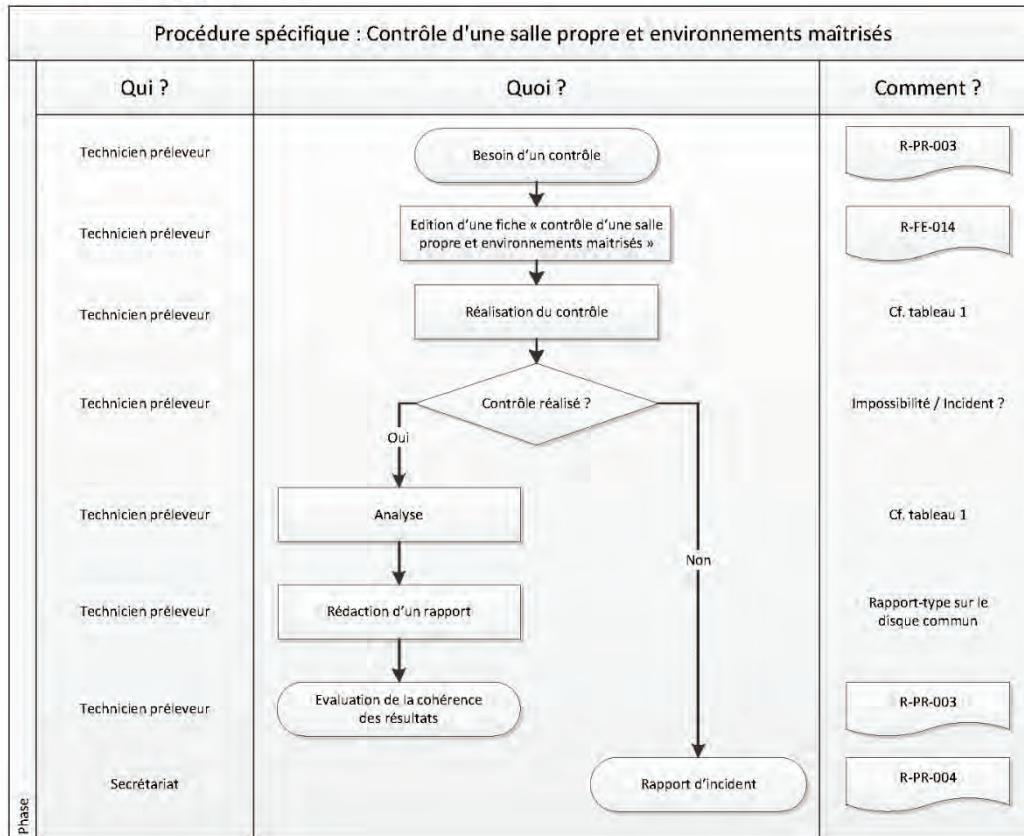 Procédure spécifique : Contrôle d'une salle propre et environnements maîtrisés
Qui ?
Quoi ?
Comment ?
Technicien préleveur
Besoin d'un contrôle
R-PR-003
Technicien préleveur
Edition d'une fiche « contrôle d'une salle
propre et environnements maitrisés »
R-FE-014
Technicien préleveur
Réalisation du contrôle
Cf. tableau 1
Technicien préleveur
Contrôle réalisé ?
Impossibilité / Incident ?
Oui
Technicien préleveur
Analyse
Cf. tableau 1
Non
Technicien préleveur
Rédaction d'un rapport
Rapport-type sur le
disque commun
Technicien préleveur
Evaluation de la cohérence
des résultats
R-PR-003
Secrétariat
Rapport d'incident
R-PR-004
Phase